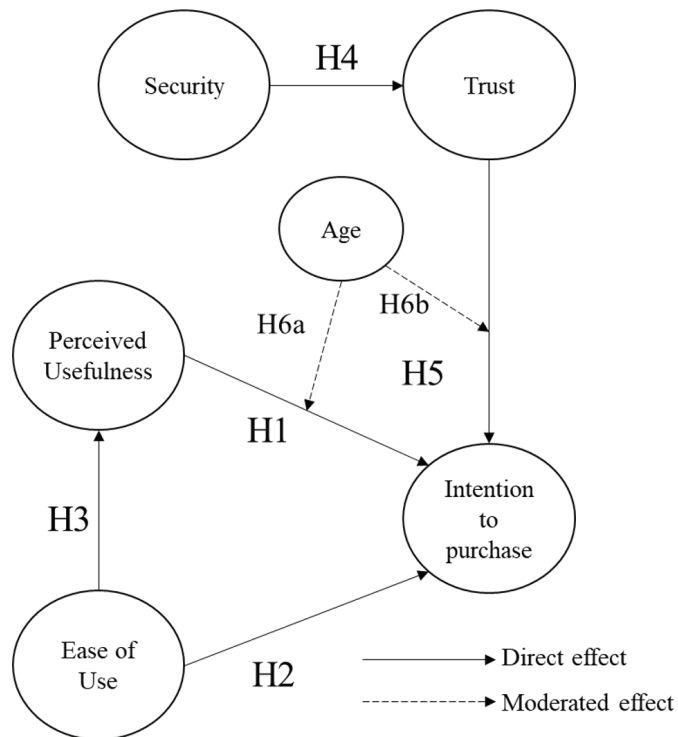 H4
Security
Trust
Age
H6a
H6b
Perceived
Usefulness
H5
H1
Intention
to
purchase
H3
Ease of
Use
H2
Direct effect
Moderated effect